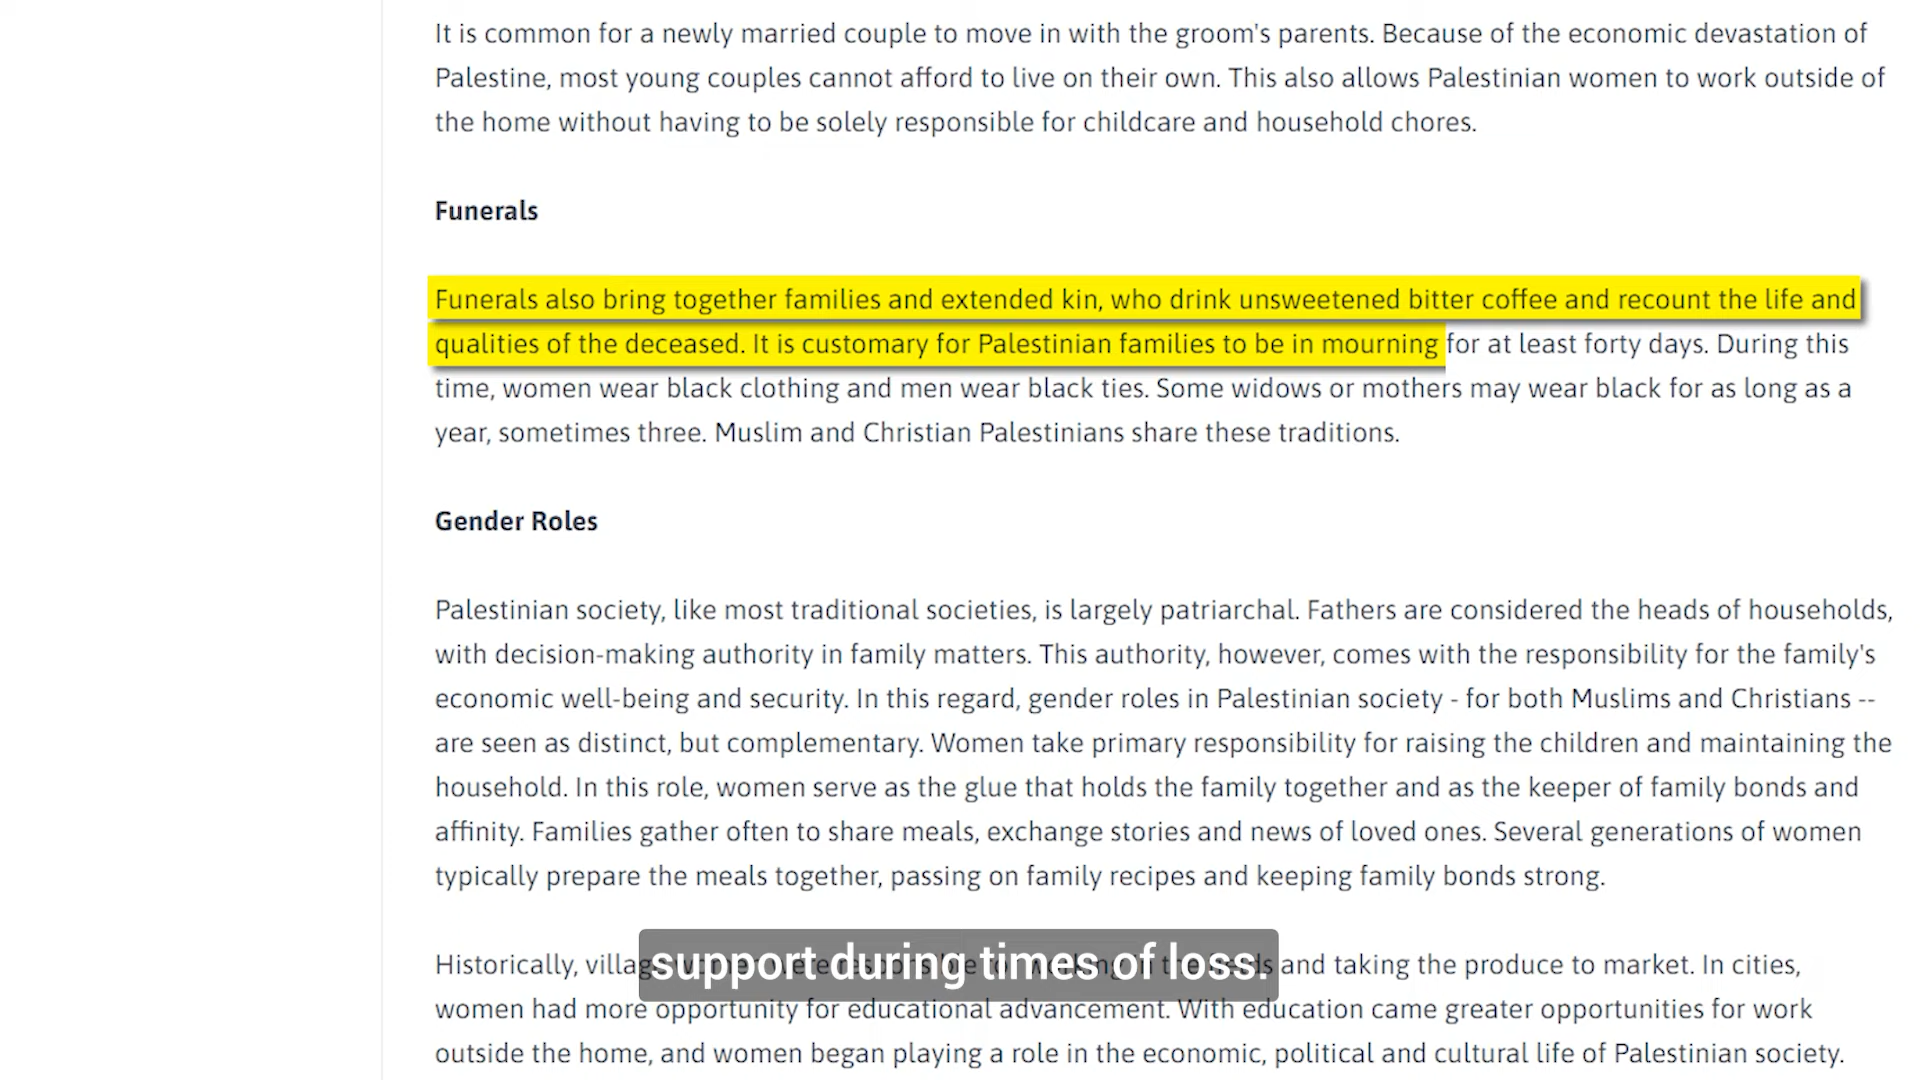 It is common for a newly married couple to move in with the groom's parents. Because of the economic devastation of
Palestine, most young couples cannot afford to live on their own. This also allows Palestinian women to work outside of
the home without having to be solely responsible for childcare and household chores.
Funerals
Funerals also bring together families and extended kin, who drink unsweetened bitter coffee and recount the life and
qualities of the deceased. It is customary for Palestinian families to be in mourning for at least forty days. During this
time, women wear black clothing and men wear black ties. Some widows or mothers may wear black for as long as a
year, sometimes three. Muslim and Christian Palestinians share these traditions.
Gender Roles
Palestinian society, like most traditional societies, is largely patriarchal. Fathers are considered the heads of households,
with decision-making authority in family matters. This authority, however, comes with the responsibility for the family's
economic well-being and security. In this regard, gender roles in Palestinian society - for both Muslims and Christians --
are seen as distinct, but complementary. Women take primary responsibility for raising the children and maintaining the
household. In this role, women serve as the glue that holds the family together and as the keeper of family bonds and
affinity. Families gather often to share meals, exchange stories and news of loved ones. Several generations of women
typically prepare the meals together, passing on family recipes and keeping family bonds strong.
Historically, and taking the produce to market. In cities,
support during times of loss.
women had more opportunity for educational advancement. With education came greater opportunities for work
outside the home, and women began playing a role in the economic, political and cultural life of Palestinian society.